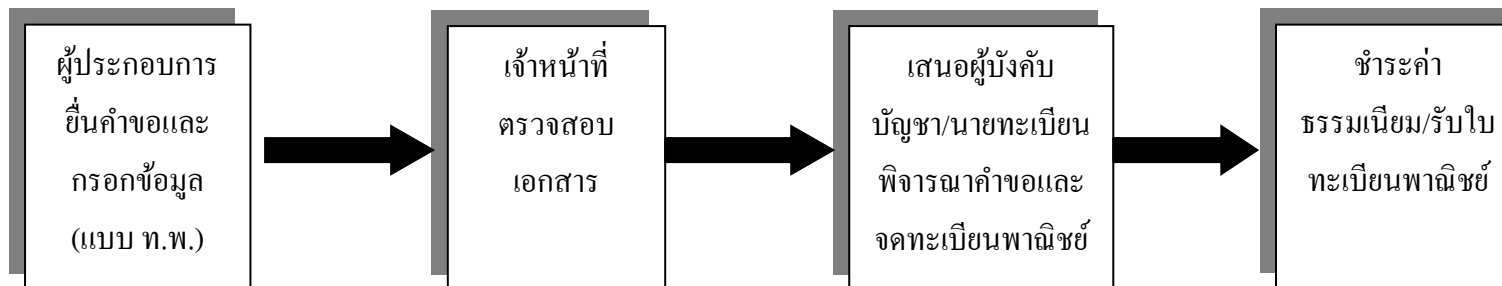 ผู้ประกอบการ
ยื่นคำขอและ
กรอกข้อมูล
(แบบ ท.พ.)
เจ้าหน้าที่
ตรวจสอบ
เอกสาร
เสนอผู้บังคับ
บัญชา/นายทะเบียน
พิจารณาคำขอและ
จดทะเบียนพาณิชย์
ชำระค่า
ธรรมเนียม/รับใบ
ทะเบียนพาณิชย์